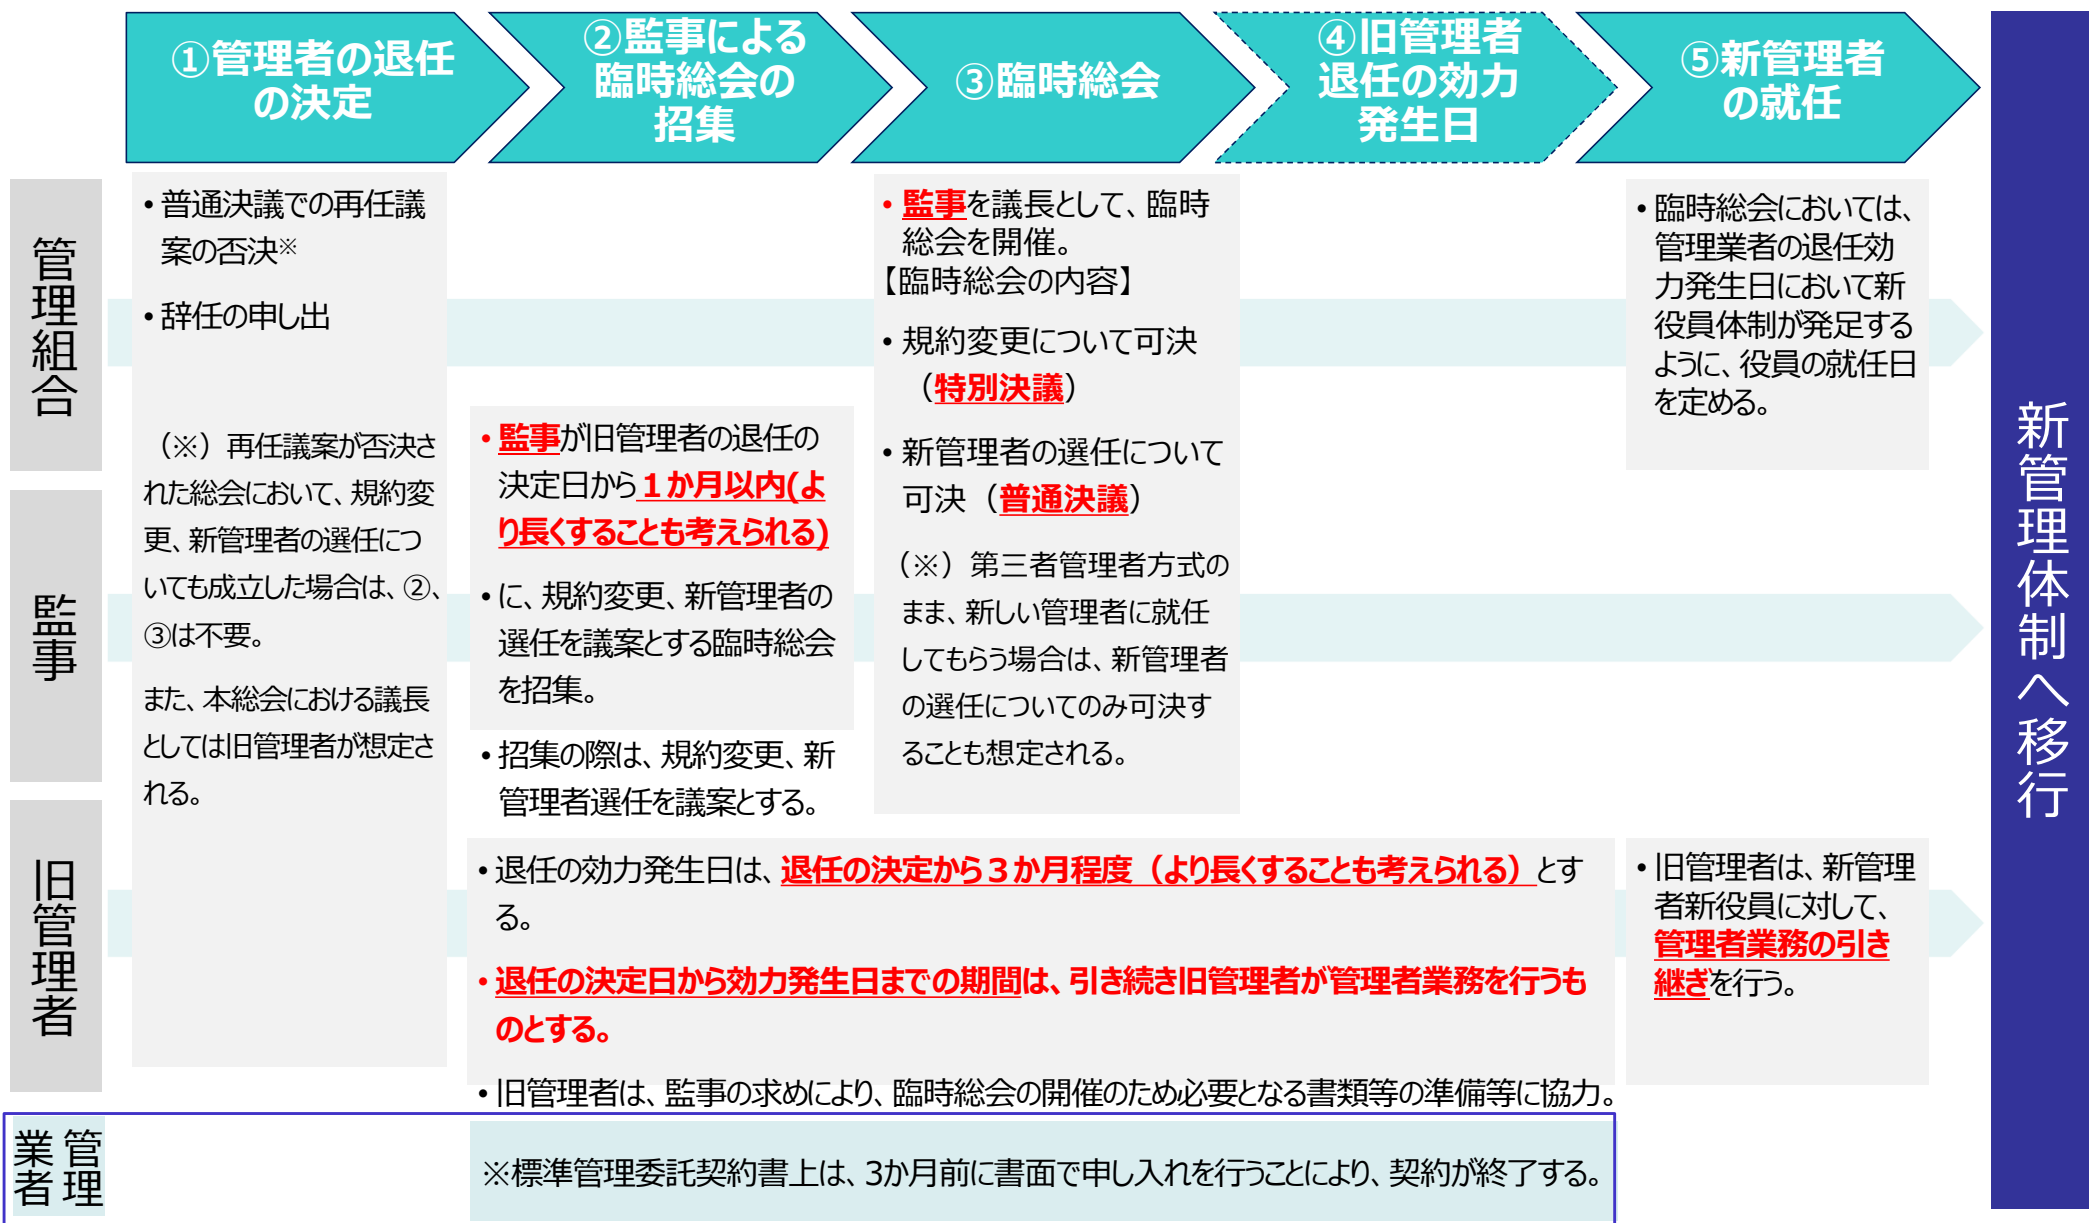 ①管理者の退任
の決定
②監事による
臨時総会の
招集
③臨時総会
④旧管理者
退任の効力
発生日
⑤新管理者
の就任
管理組合
・普通決議での再任議
案の否決※
・辞任の申し出
（※）再任議案が否決さ
れた総会において、規約変
更、新管理者の選任につ
いても成立した場合は、②、
③は不要。
また、本総会における議長
としては旧管理者が想定さ
れる。
監事
・監事が旧管理者の退任の
決定日から１か月以内(よ
り長くすることも考えられる)
・に、規約変更、新管理者の
選任を議案とする臨時総会
を招集。
・招集の際は、規約変更、新
管理者選任を議案とする。
・監事を議長として、臨時
総会を開催。
【臨時総会の内容】
・規約変更について可決
（特別決議）
・新管理者の選任について
可決（普通決議）
（※）第三者管理者方式の
まま、新しい管理者に就任
してもらう場合は、新管理者
の選任についてのみ可決す
ることも想定される。
・臨時総会においては、
管理業者の退任効
力発生日において新
役員体制が発足する
ように、役員の就任日
を定める。
旧管理者
・退任の効力発生日は、退任の決定から３か月程度（より長くすることも考えられる）とす
る。
・退任の決定日から効力発生日までの期間は、引き続き旧管理者が管理者業務を行うも
のとする。
・旧管理者は、監事の求めにより、臨時総会の開催のため必要となる書類等の準備等に協力。
・旧管理者は、新管理
者新役員に対して、
管理者業務の引き
継ぎを行う。
管理
業者
※標準管理委託契約書上は、3か月前に書面で申し入れを行うことにより、契約が終了する。
新管理体制へ移行